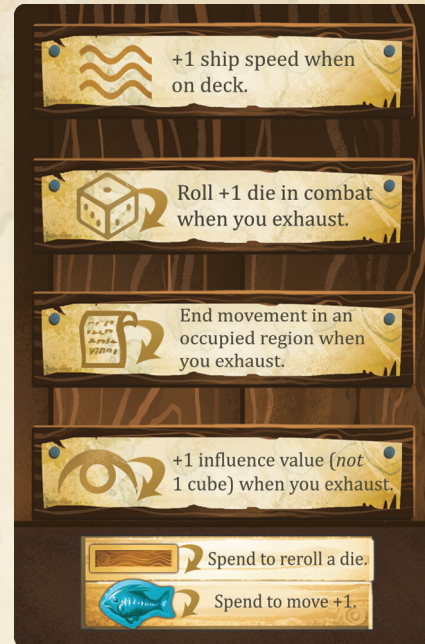 +1 ship speed when
on deck.
Roll +1 die in combat
when you exhaust.
End movement in an
occupied region when
you exhaust.
+1 influence value (not
1 cube) when you exhaust.
Spend to reroll a die.
Spend to move +1.